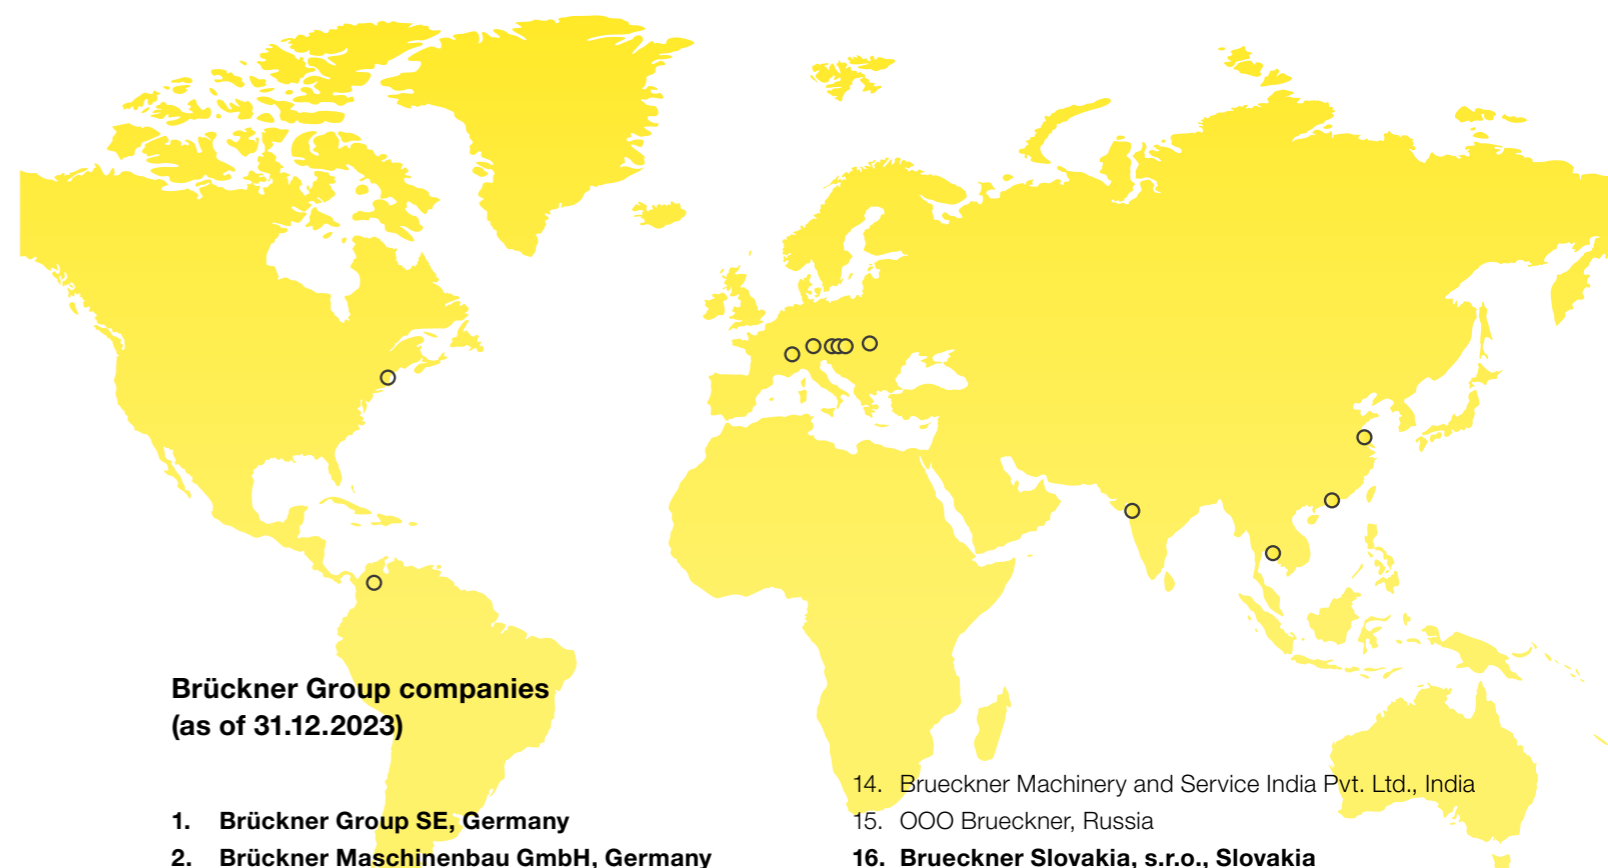 Brückner Group companies
(as of 31.12.2023)
1. Brückner Group SE, Germany
2. Brückner Maschinenbau GmbH, Germany
14. Brueckner Machinery and Service India Pvt. Ltd., India
15. OOO Brueckner, Russia
16. Brueckner Slovakia, s.r.o., Slovakia